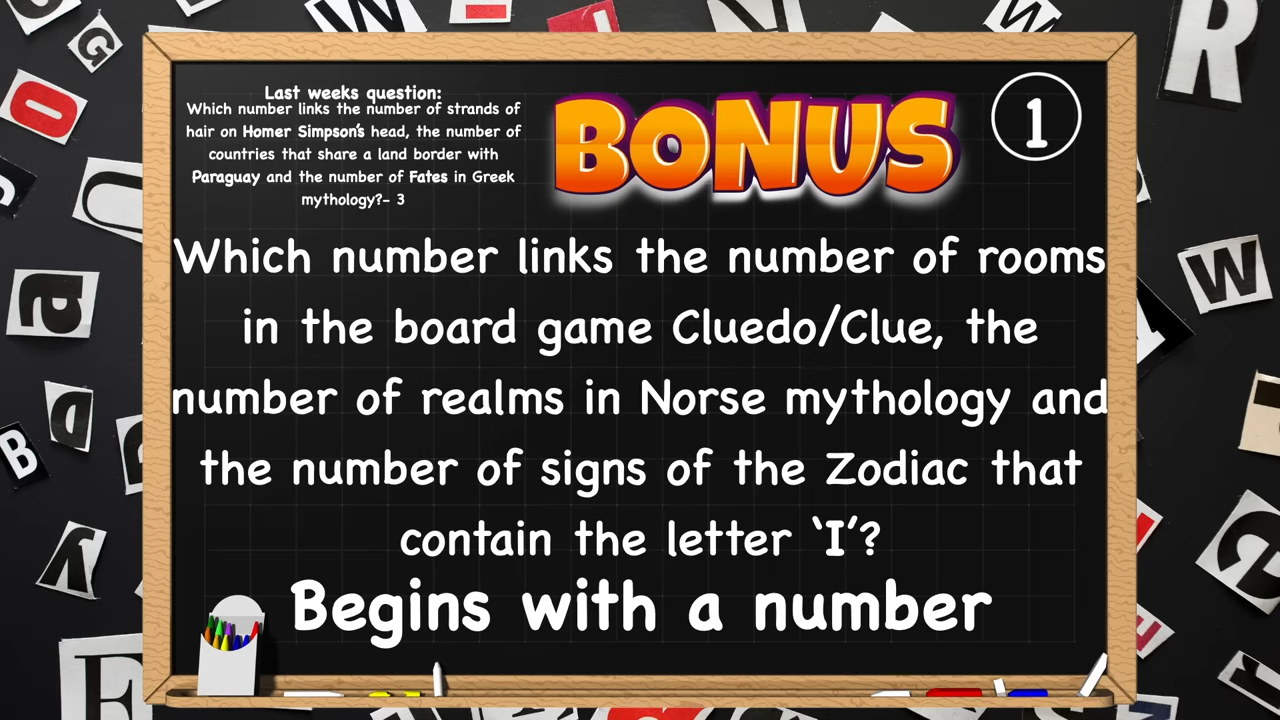 Last weeks question:
Which number links the number of strands of
hair on Homer Simpson's head, the number of
countries that share a land border with
Paraguay and the number of Fates in Greek
mythology?- 3
BONUS
1
Which number links the number of rooms
in the board game Cluedo/Clue, the
number of realms in Norse mythology and
the number of signs of the Zodiac that
contain the letter ‘I’?
Begins with a number